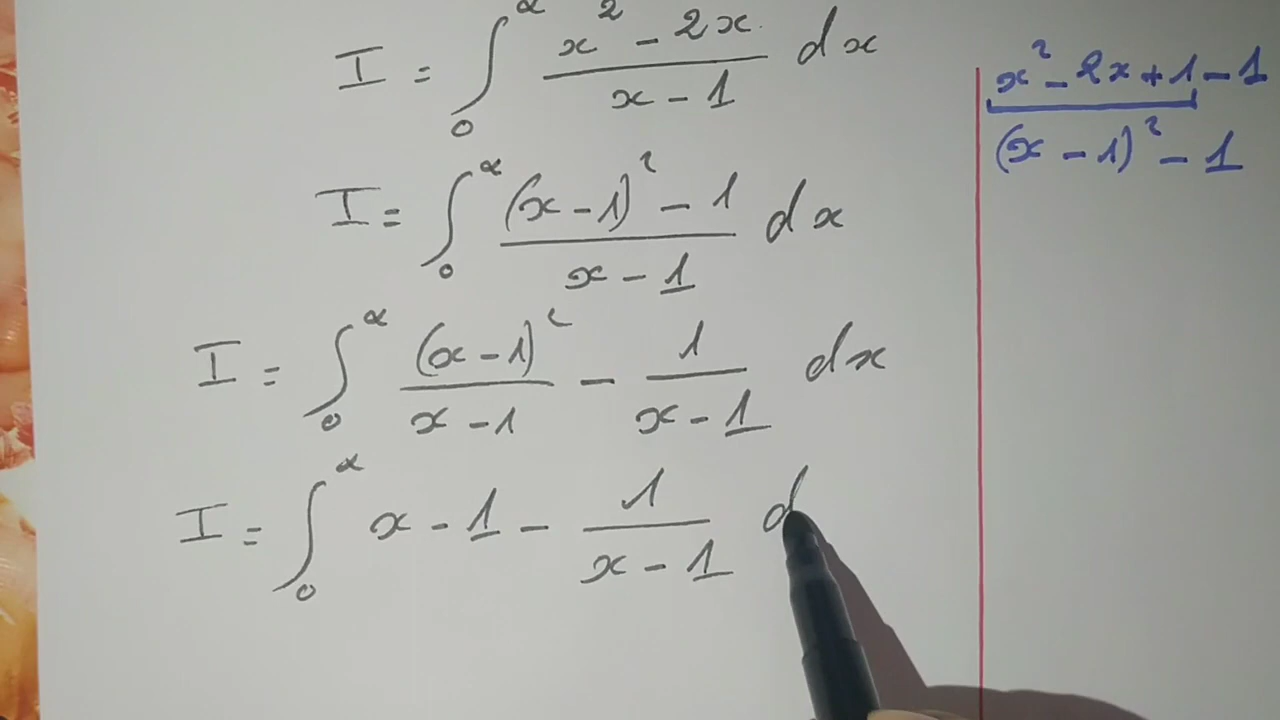 I = ∫₀^α (x² - 2x)/(x - 1) dx
I = ∫₀^α ((x - 1)² - 1)/(x - 1) dx
I = ∫₀^α (x - 1)²/(x - 1) - 1/(x - 1) dx
I = ∫₀^α x - 1 - 1/(x - 1) d
x² - 2x + 1 - 1
(x - 1)² - 1